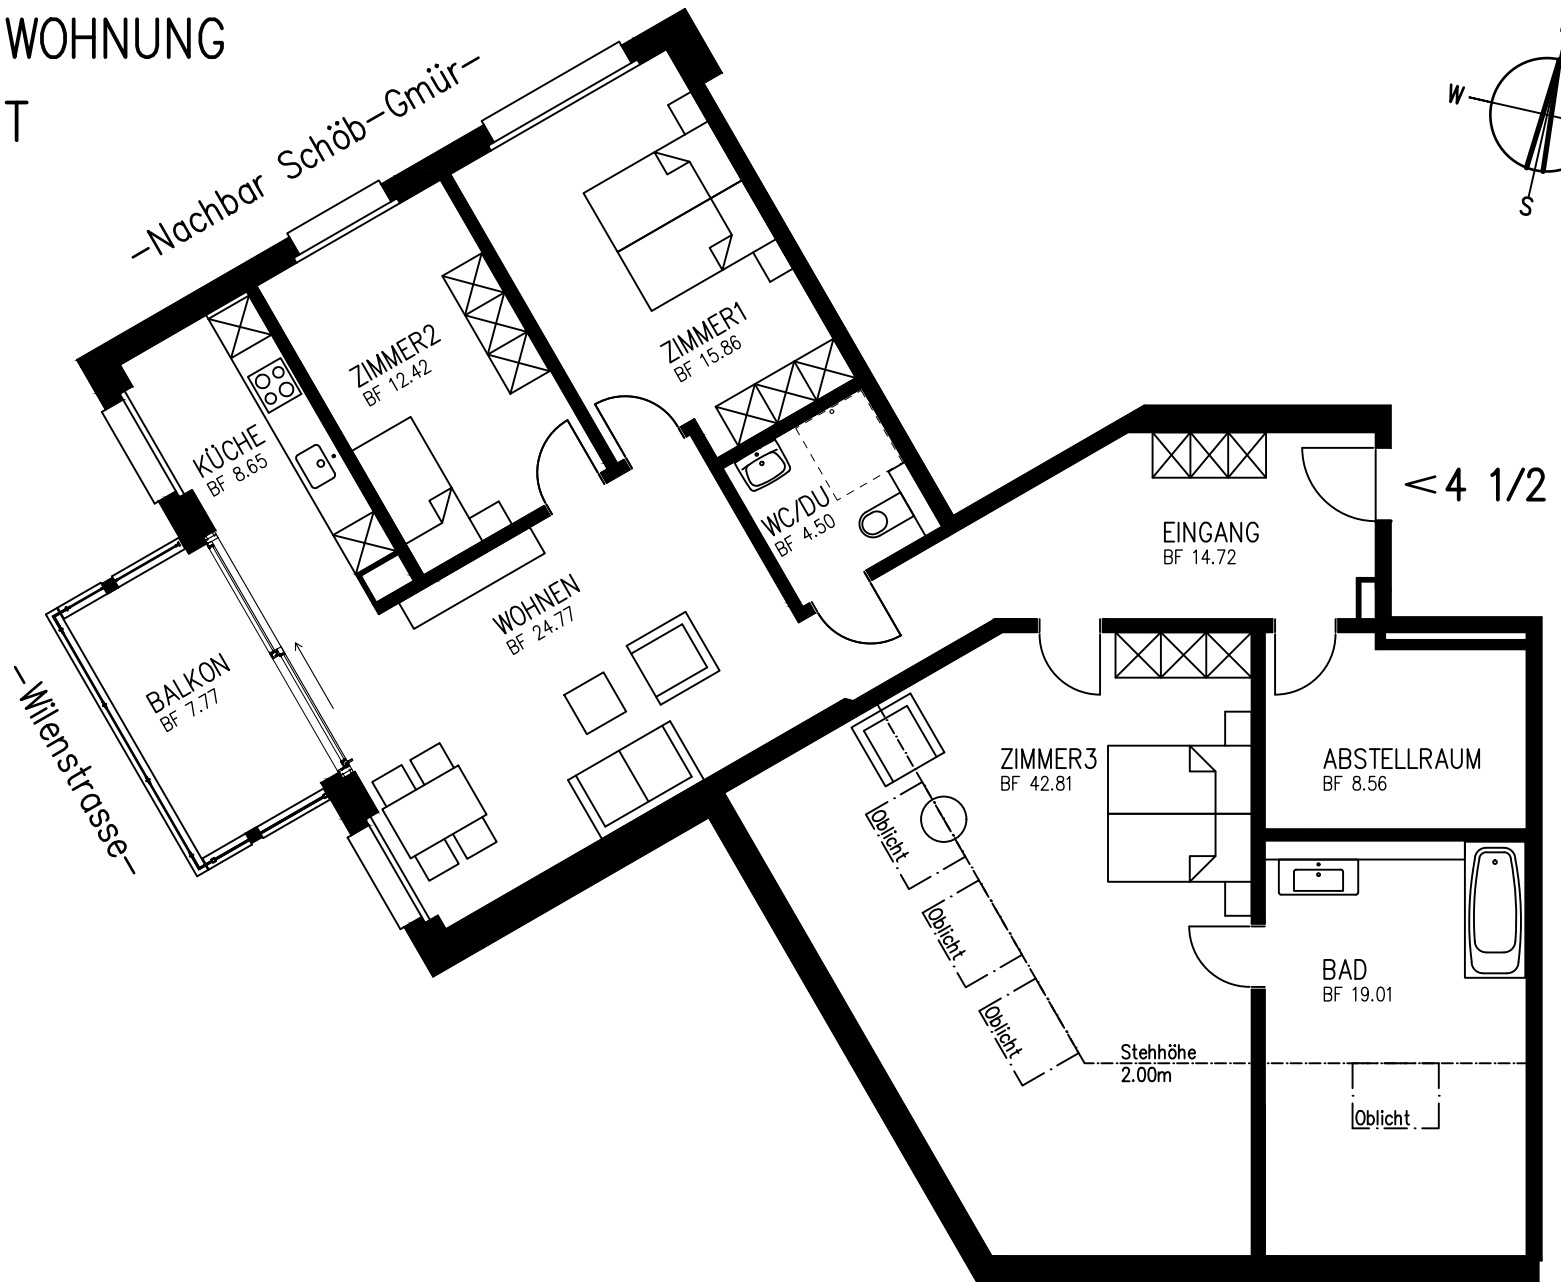 WOHNUNG
T
-Nachbar Schöb-Gmür-
W
S
ZIMMER1
BF 15.86
ZIMMER2
BF 12.42
KÜCHE
BF 8.65
WC/DU
BF 4.50
<4 1/2
EINGANG
BF 14.72
WOHNEN
BF 24.77
BALKON
BF 7.77
-Wilenstrasse-
ZIMMER3
BF 42.81
ABSTELLRAUM
BF 8.56
Oblicht
Oblicht
Oblicht
BAD
BF 19.01
Stehhöhe
2.00m
Oblicht